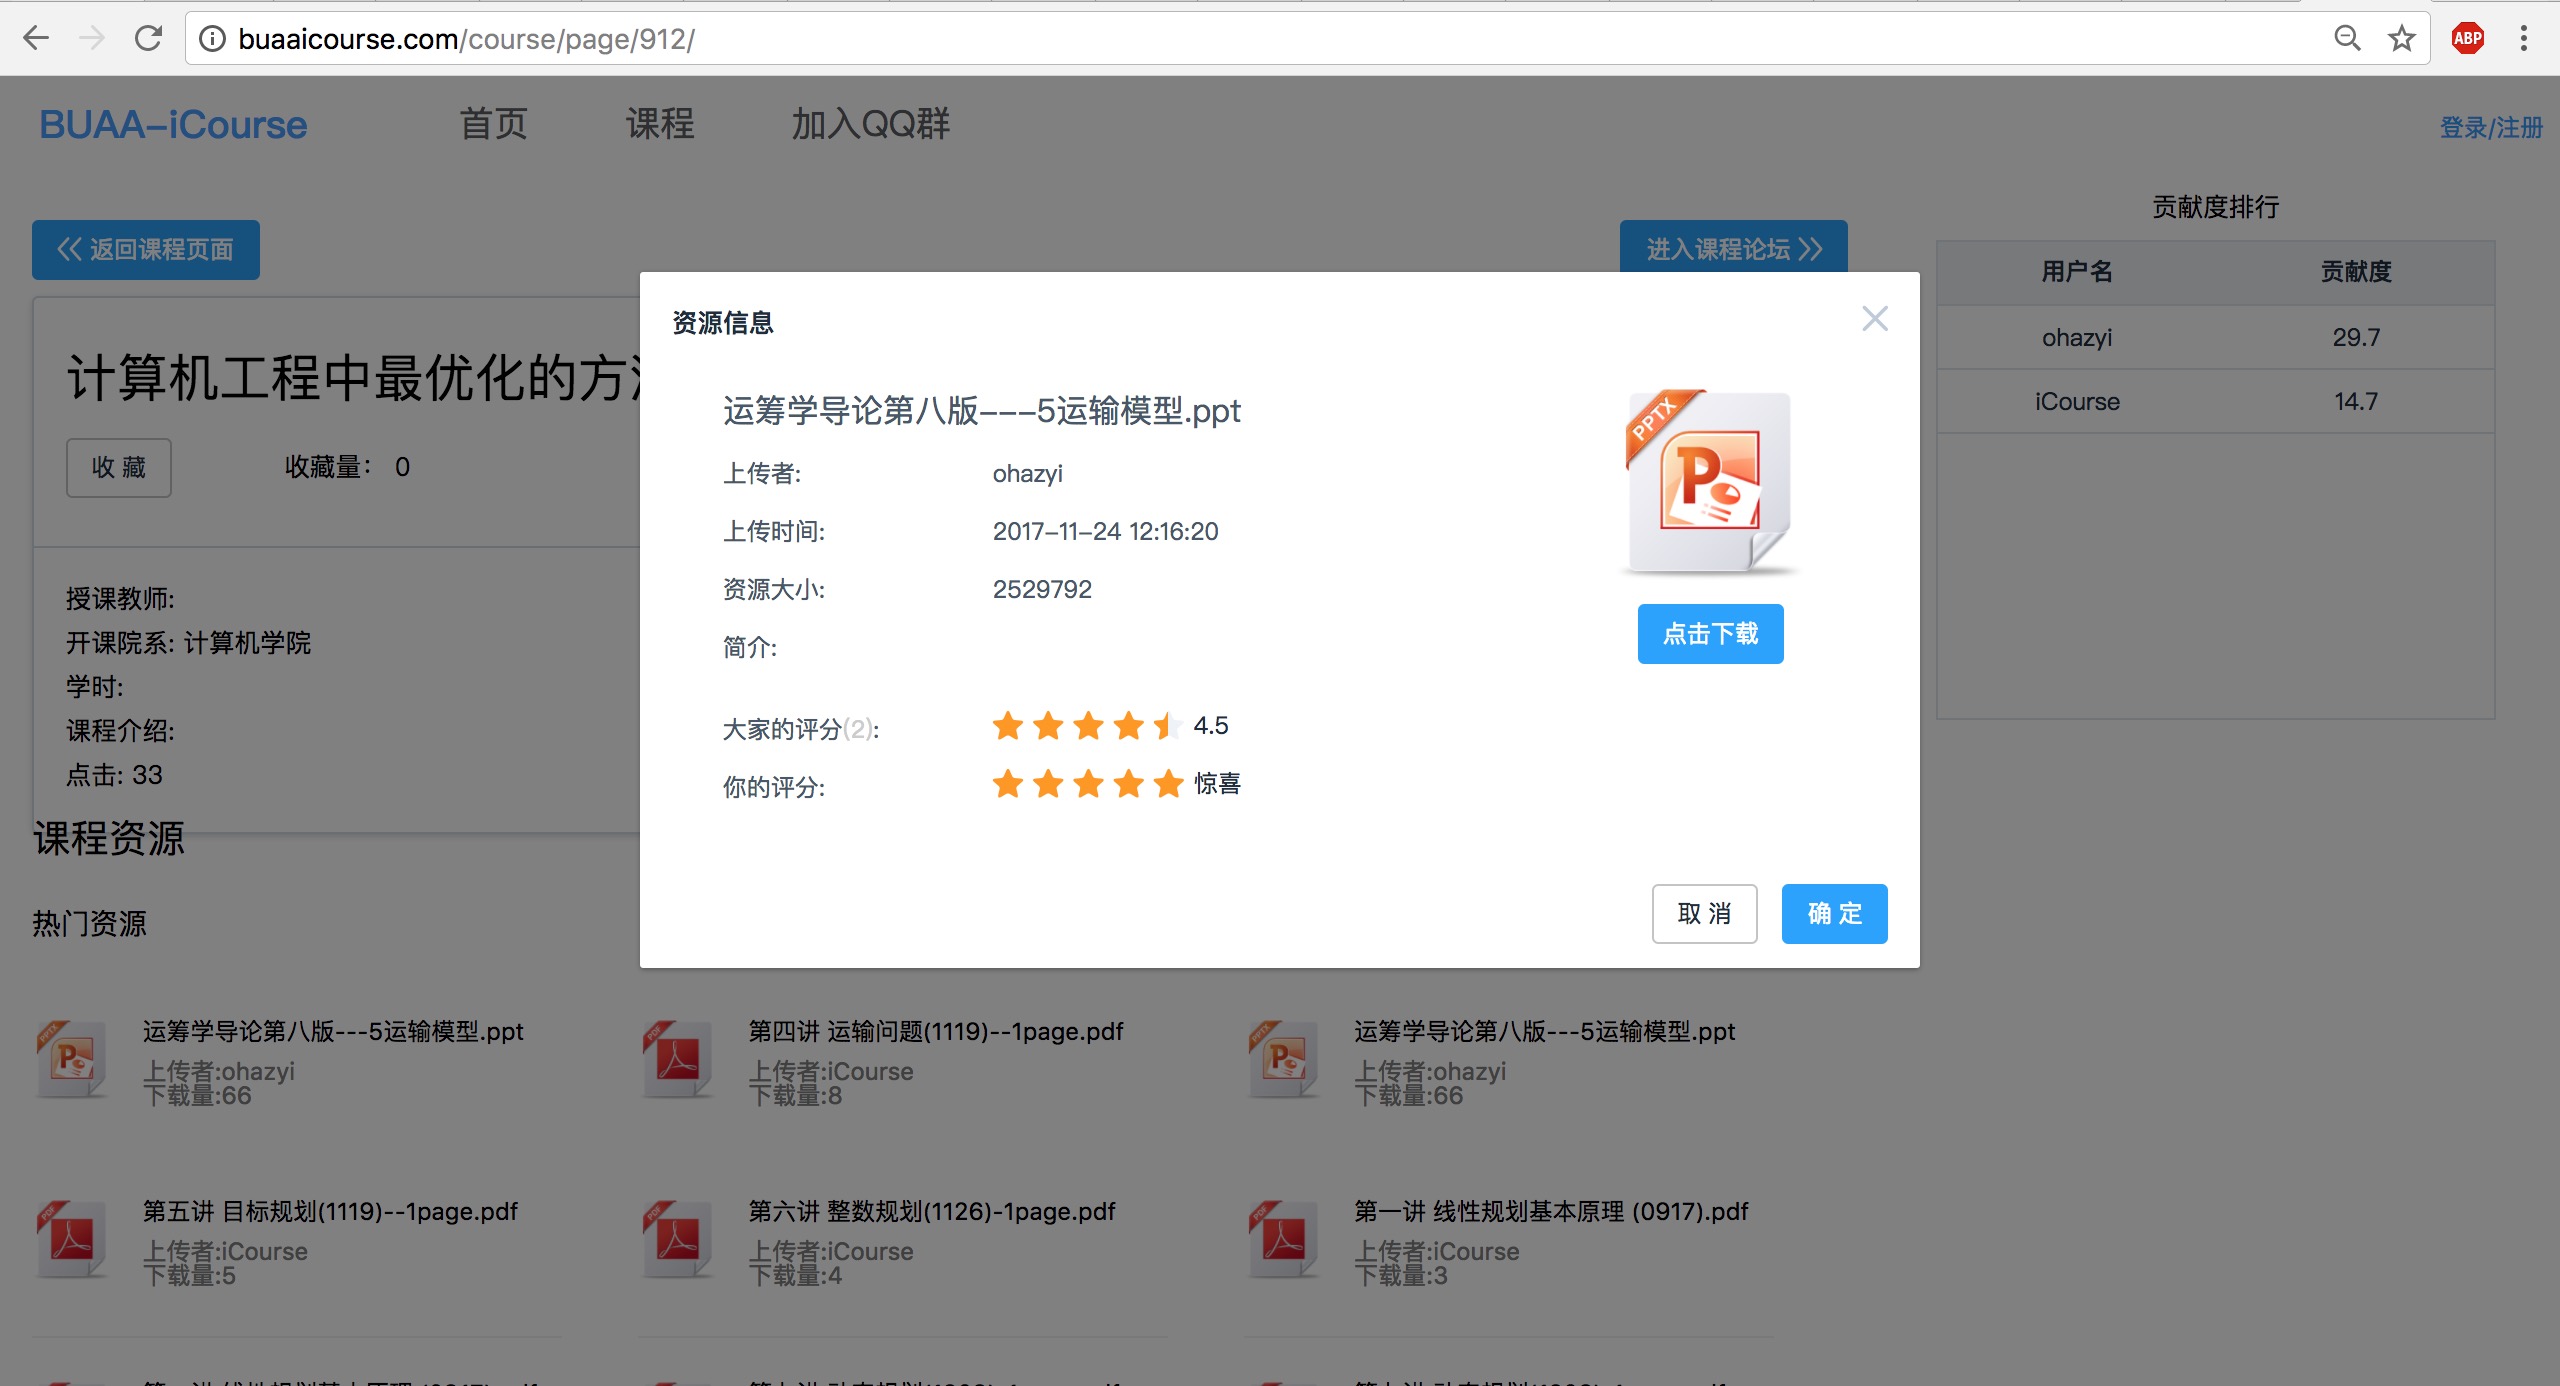 buaaicourse.com/course/page/912/
ABP
BUAA-iCourse 首页 课程 加入QQ群 登录/注册
返回课程页面
进入课程论坛
贡献度排行
用户名 贡献度
ohazyi 29.7
iCourse 14.7
计算机工程中最优化的方
收 藏 收藏量: 0
授课教师:
开课院系: 计算机学院
学时:
课程介绍:
点击: 33
资源信息
运筹学导论第八版---5运输模型.ppt
上传者: ohazyi
上传时间: 2017-11-24 12:16:20
资源大小: 2529792
简介:
大家的评分(2): 4.5
你的评分: 惊喜
PPTX
P
点击下载
取 消 确 定
课程资源
热门资源
PPTX
P
运筹学导论第八版---5运输模型.ppt
上传者:ohazyi
下载量:66
PDF
第四讲 运输问题(1119)--1page.pdf
上传者:iCourse
下载量:8
PPTX
P
运筹学导论第八版---5运输模型.ppt
上传者:ohazyi
下载量:66
PDF
第五讲 目标规划(1119)--1page.pdf
上传者:iCourse
下载量:5
PDF
第六讲 整数规划(1126)-1page.pdf
上传者:iCourse
下载量:4
PDF
第一讲 线性规划基本原理 (0917).pdf
上传者:iCourse
下载量:3